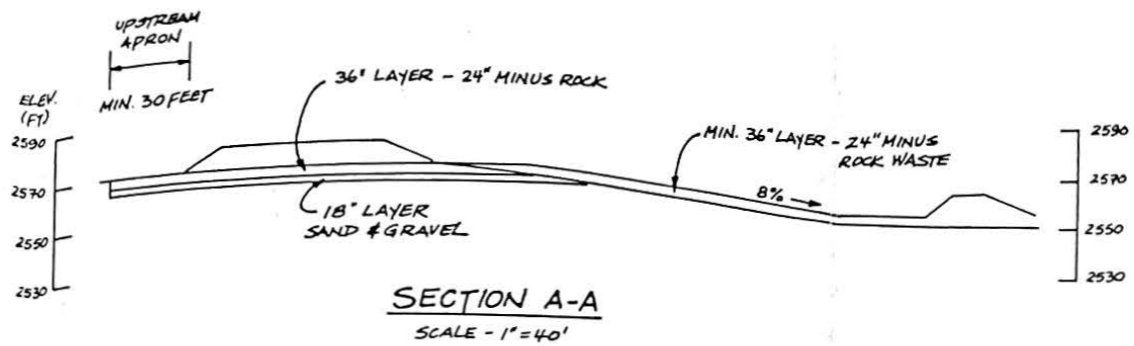 UPSTREAM
APRON
MIN. 30 FEET
ELEV.
(FT)
2590
2570
2550
2530
36" LAYER - 24" MINUS ROCK
18" LAYER
SAND & GRAVEL
MIN. 36" LAYER - 24" MINUS
ROCK WASTE
8%
2590
2570
2550
2530
SECTION A-A
SCALE - 1" = 40'